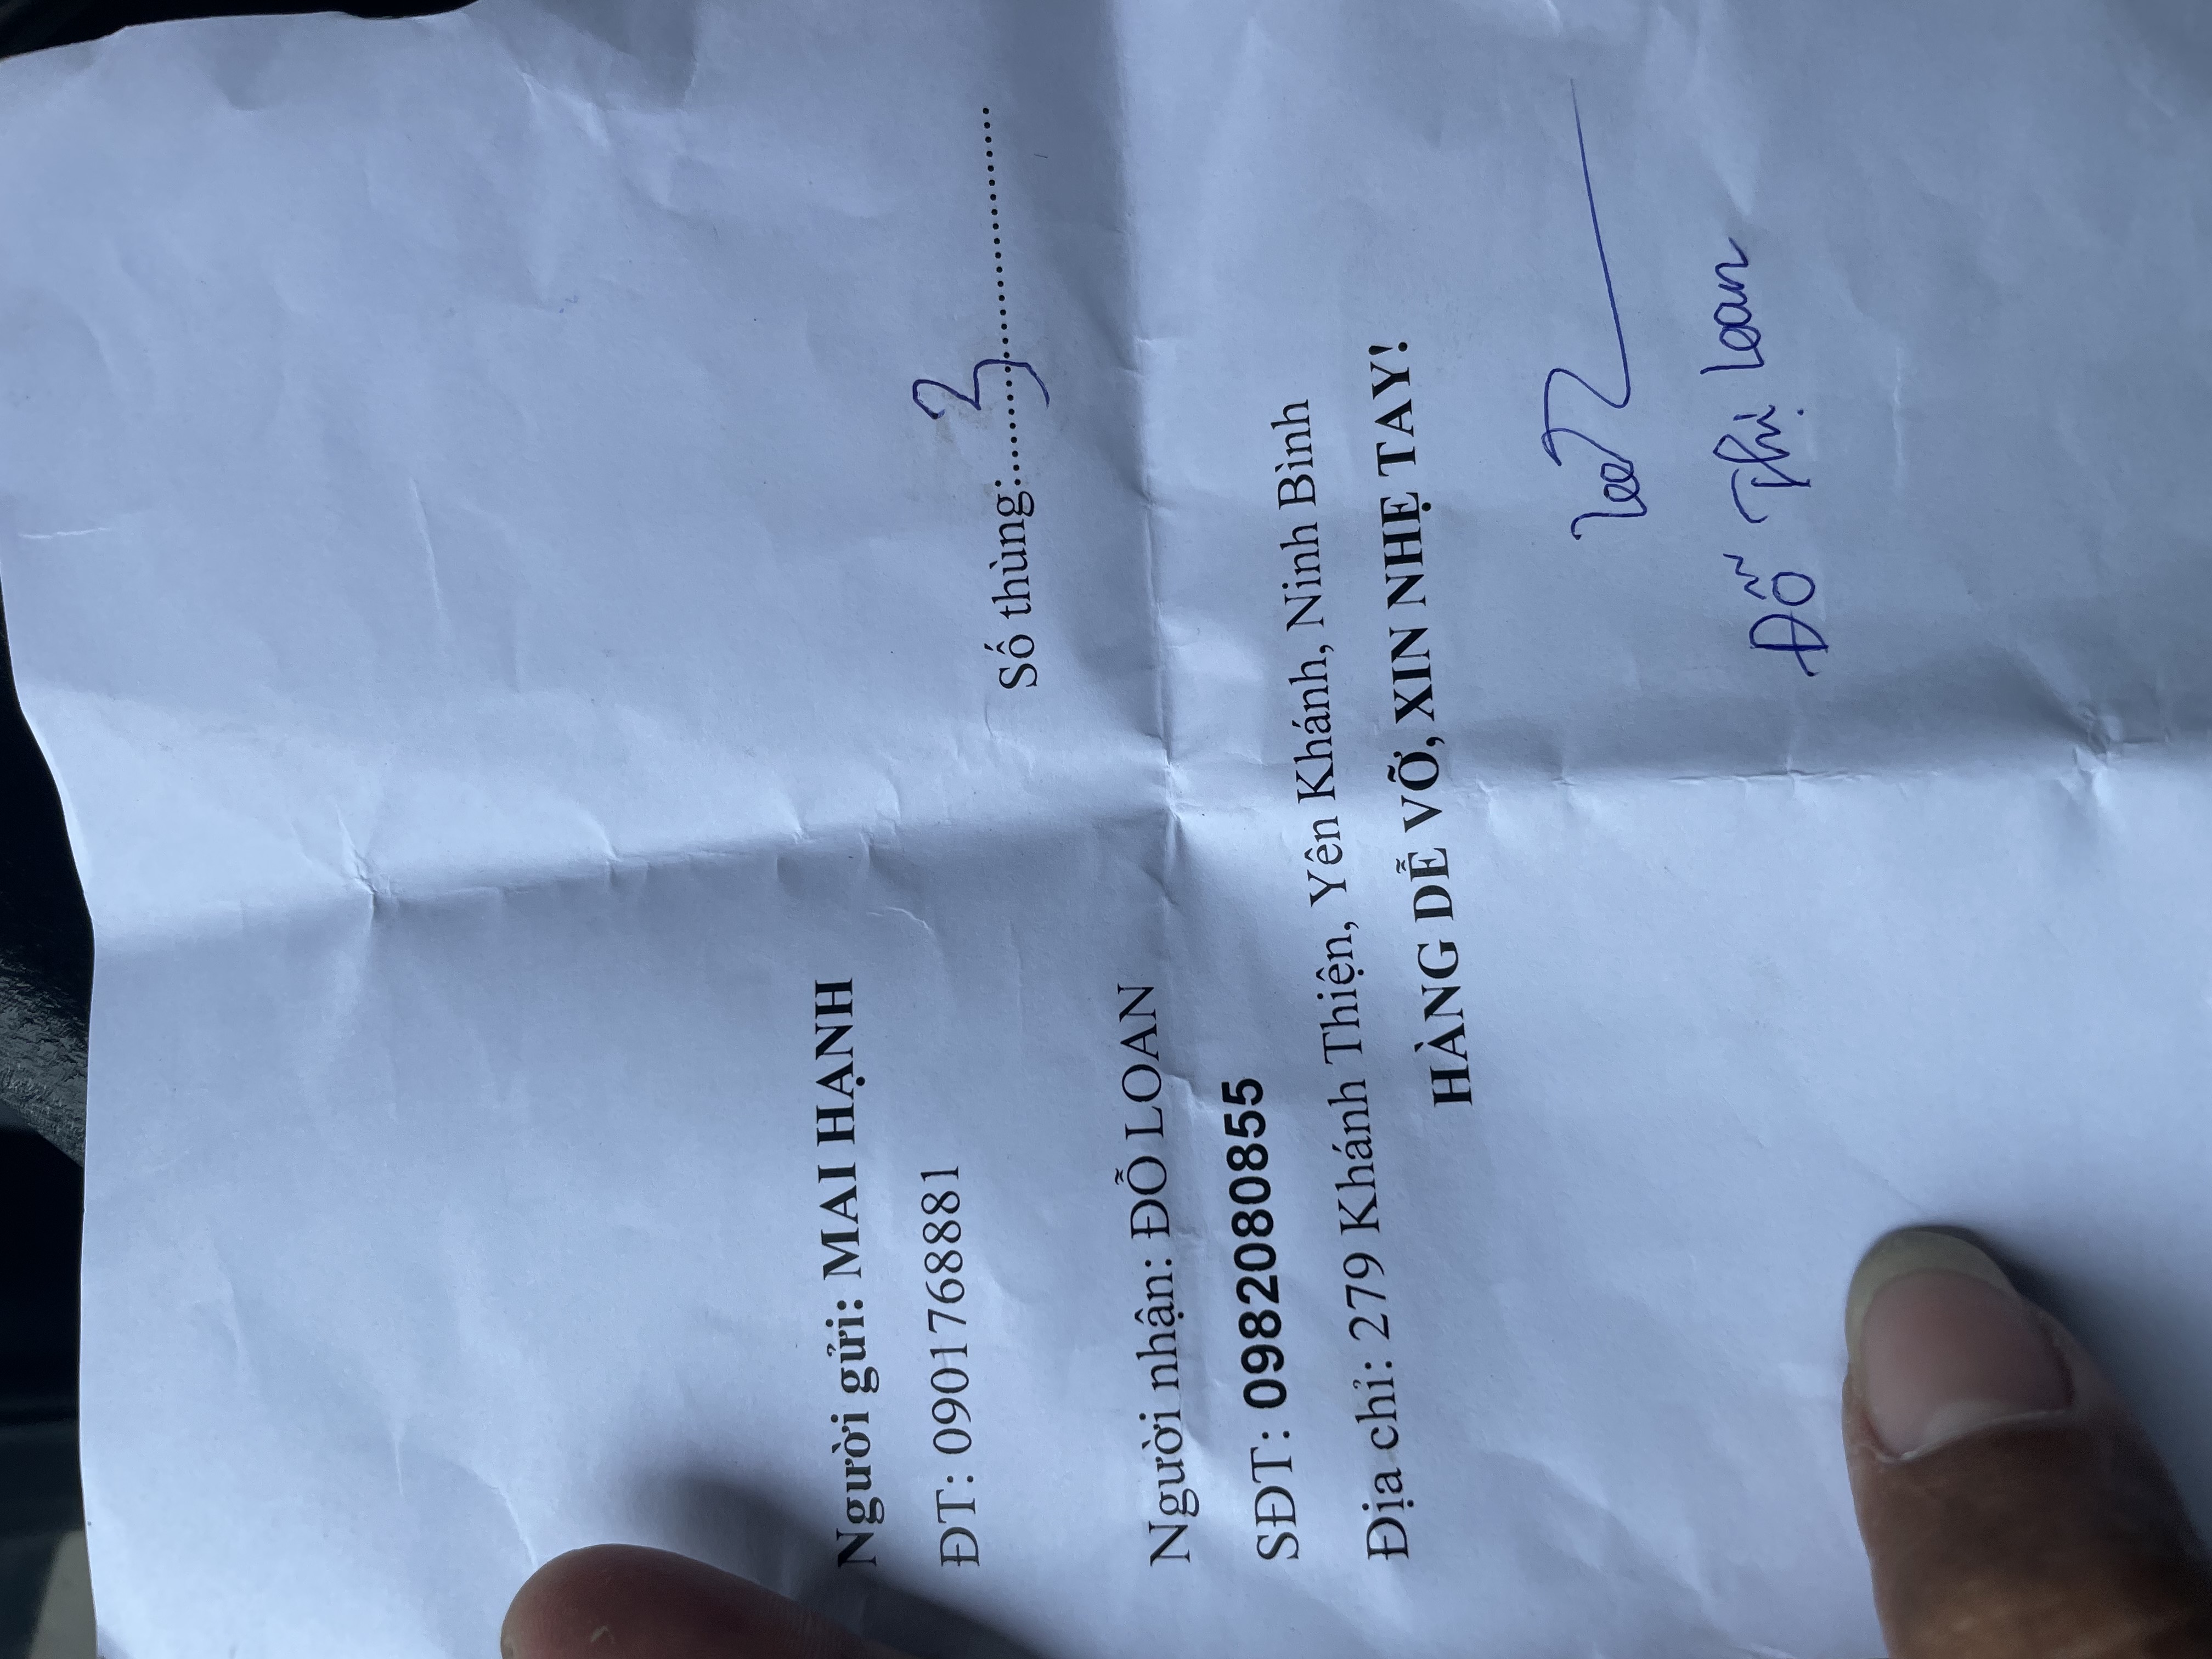 Người gửi: MAI HẠNH
ĐT: 0901768881
Số thùng:............3............................
Người nhận: ĐỖ LOAN
SĐT: 0982080855
Địa chỉ: 279 Khánh Thiện, Yên Khánh, Ninh Bình
HÀNG DỄ VỠ, XIN NHẸ TAY!
Đỗ Thị Loan